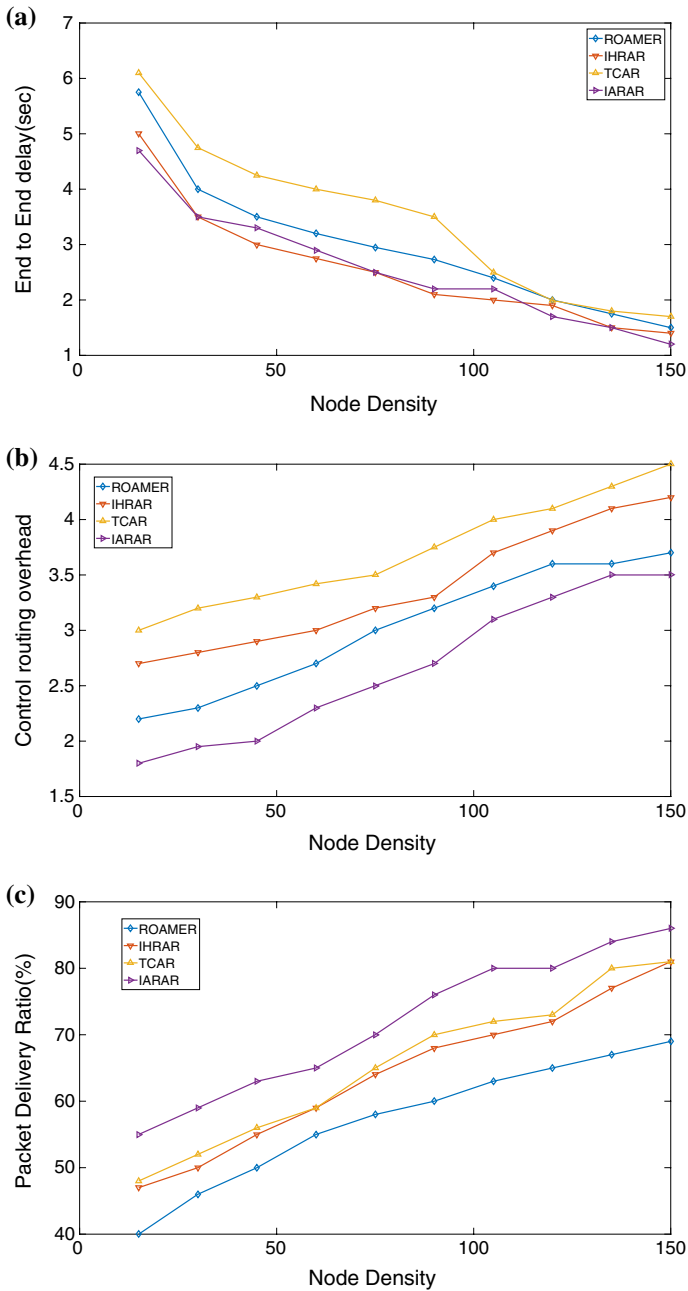 (a)
7
6
5
4
3
2
1
End to End delay(sec)
ROAMER
IHRAR
TCAR
IARAR
0
50
100
150
Node Density
(b)
4.5
4
3.5
3
2.5
2
1.5
Control routing overhead
ROAMER
IHRAR
TCAR
IARAR
0
50
100
150
Node Density
(c)
90
80
70
60
50
40
Packet Delivery Ratio(%)
ROAMER
IHRAR
TCAR
IARAR
0
50
100
150
Node Density